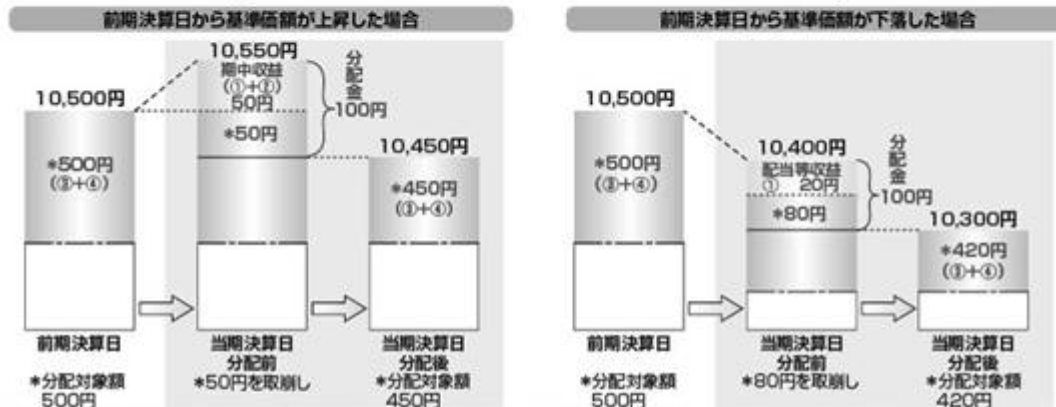 前期決算日から基準価額が上昇した場合
10,550円
期中収益
(①+②)
50円
*50円
分配金
100円
10,500円
*500円
(③+④)
10,450円
*450円
(③+④)
前期決算日
*分配対象額
500円
当期決算日
分配前
*50円を取崩し
当期決算日
分配後
*分配対象額
450円
前期決算日から基準価額が下落した場合
10,500円
*500円
(③+④)
10,400円
配当等収益
① 20円
*80円
分配金
100円
10,300円
*420円
(③+④)
前期決算日
*分配対象額
500円
当期決算日
分配前
*80円を取崩し
当期決算日
分配後
*分配対象額
420円